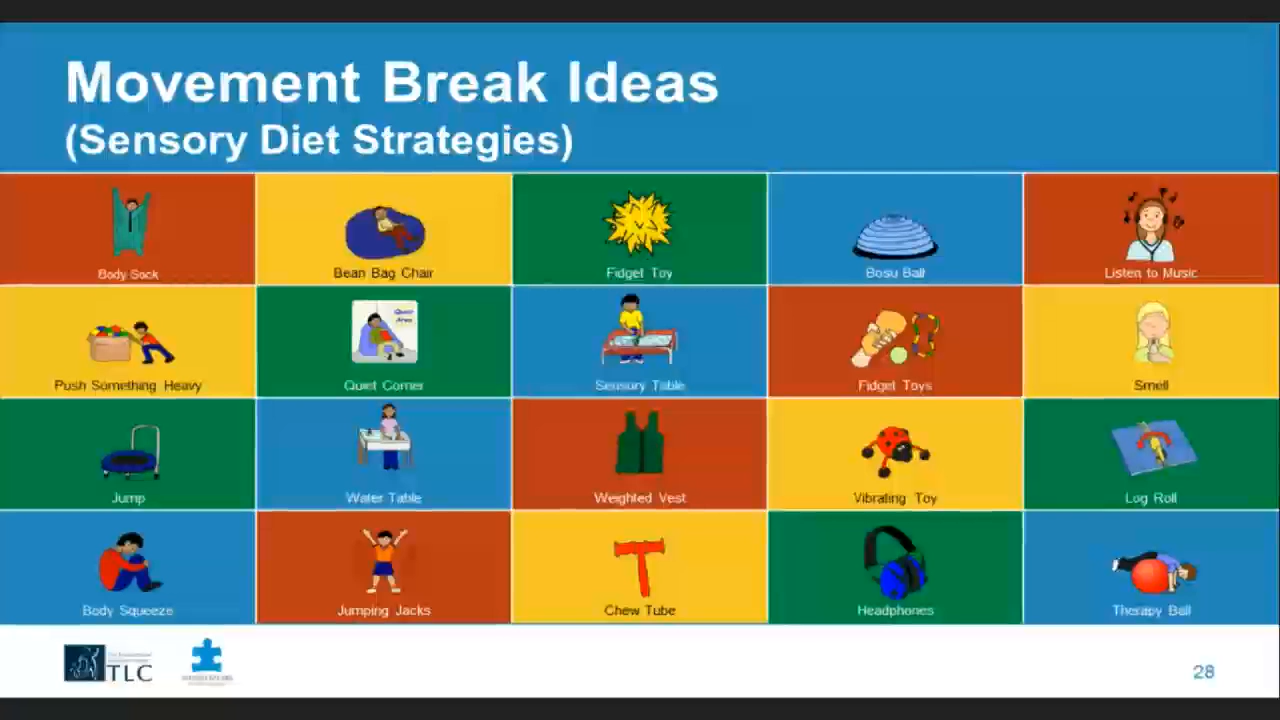 Movement Break Ideas
(Sensory Diet Strategies)
Body Sock
Bean Bag Chair
Fidget Toy
Bosu Ball
Listen to Music
Quiet
Area
Push Something Heavy
Quiet Corner
Sensory Table
Fidget Toys
Smell
Jump
Water Table
Weighted Vest
Vibrating Toy
Log Roll
Body Squeeze
Jumping Jacks
Chew Tube
Headphones
Therapy Ball
TLC
28